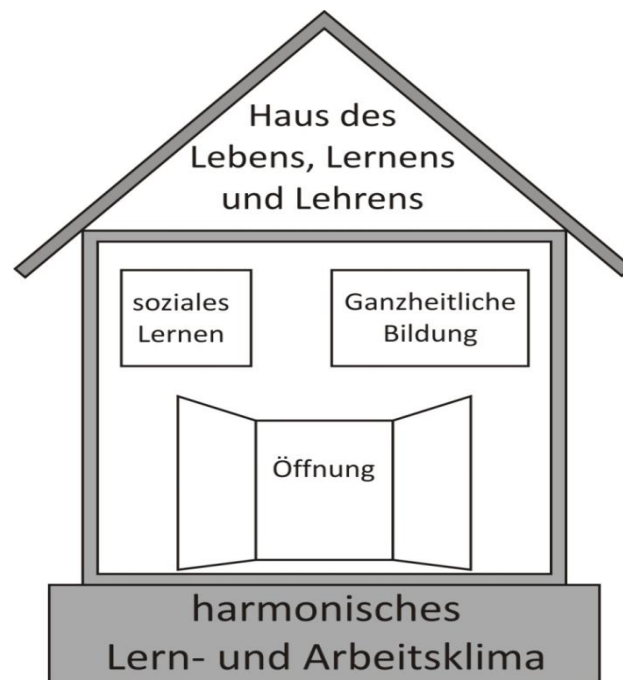 Haus des
Lebens, Lernens
und Lehrens
soziales
Lernen
Ganzheitliche
Bildung
Öffnung
harmonisches
Lern- und Arbeitsklima